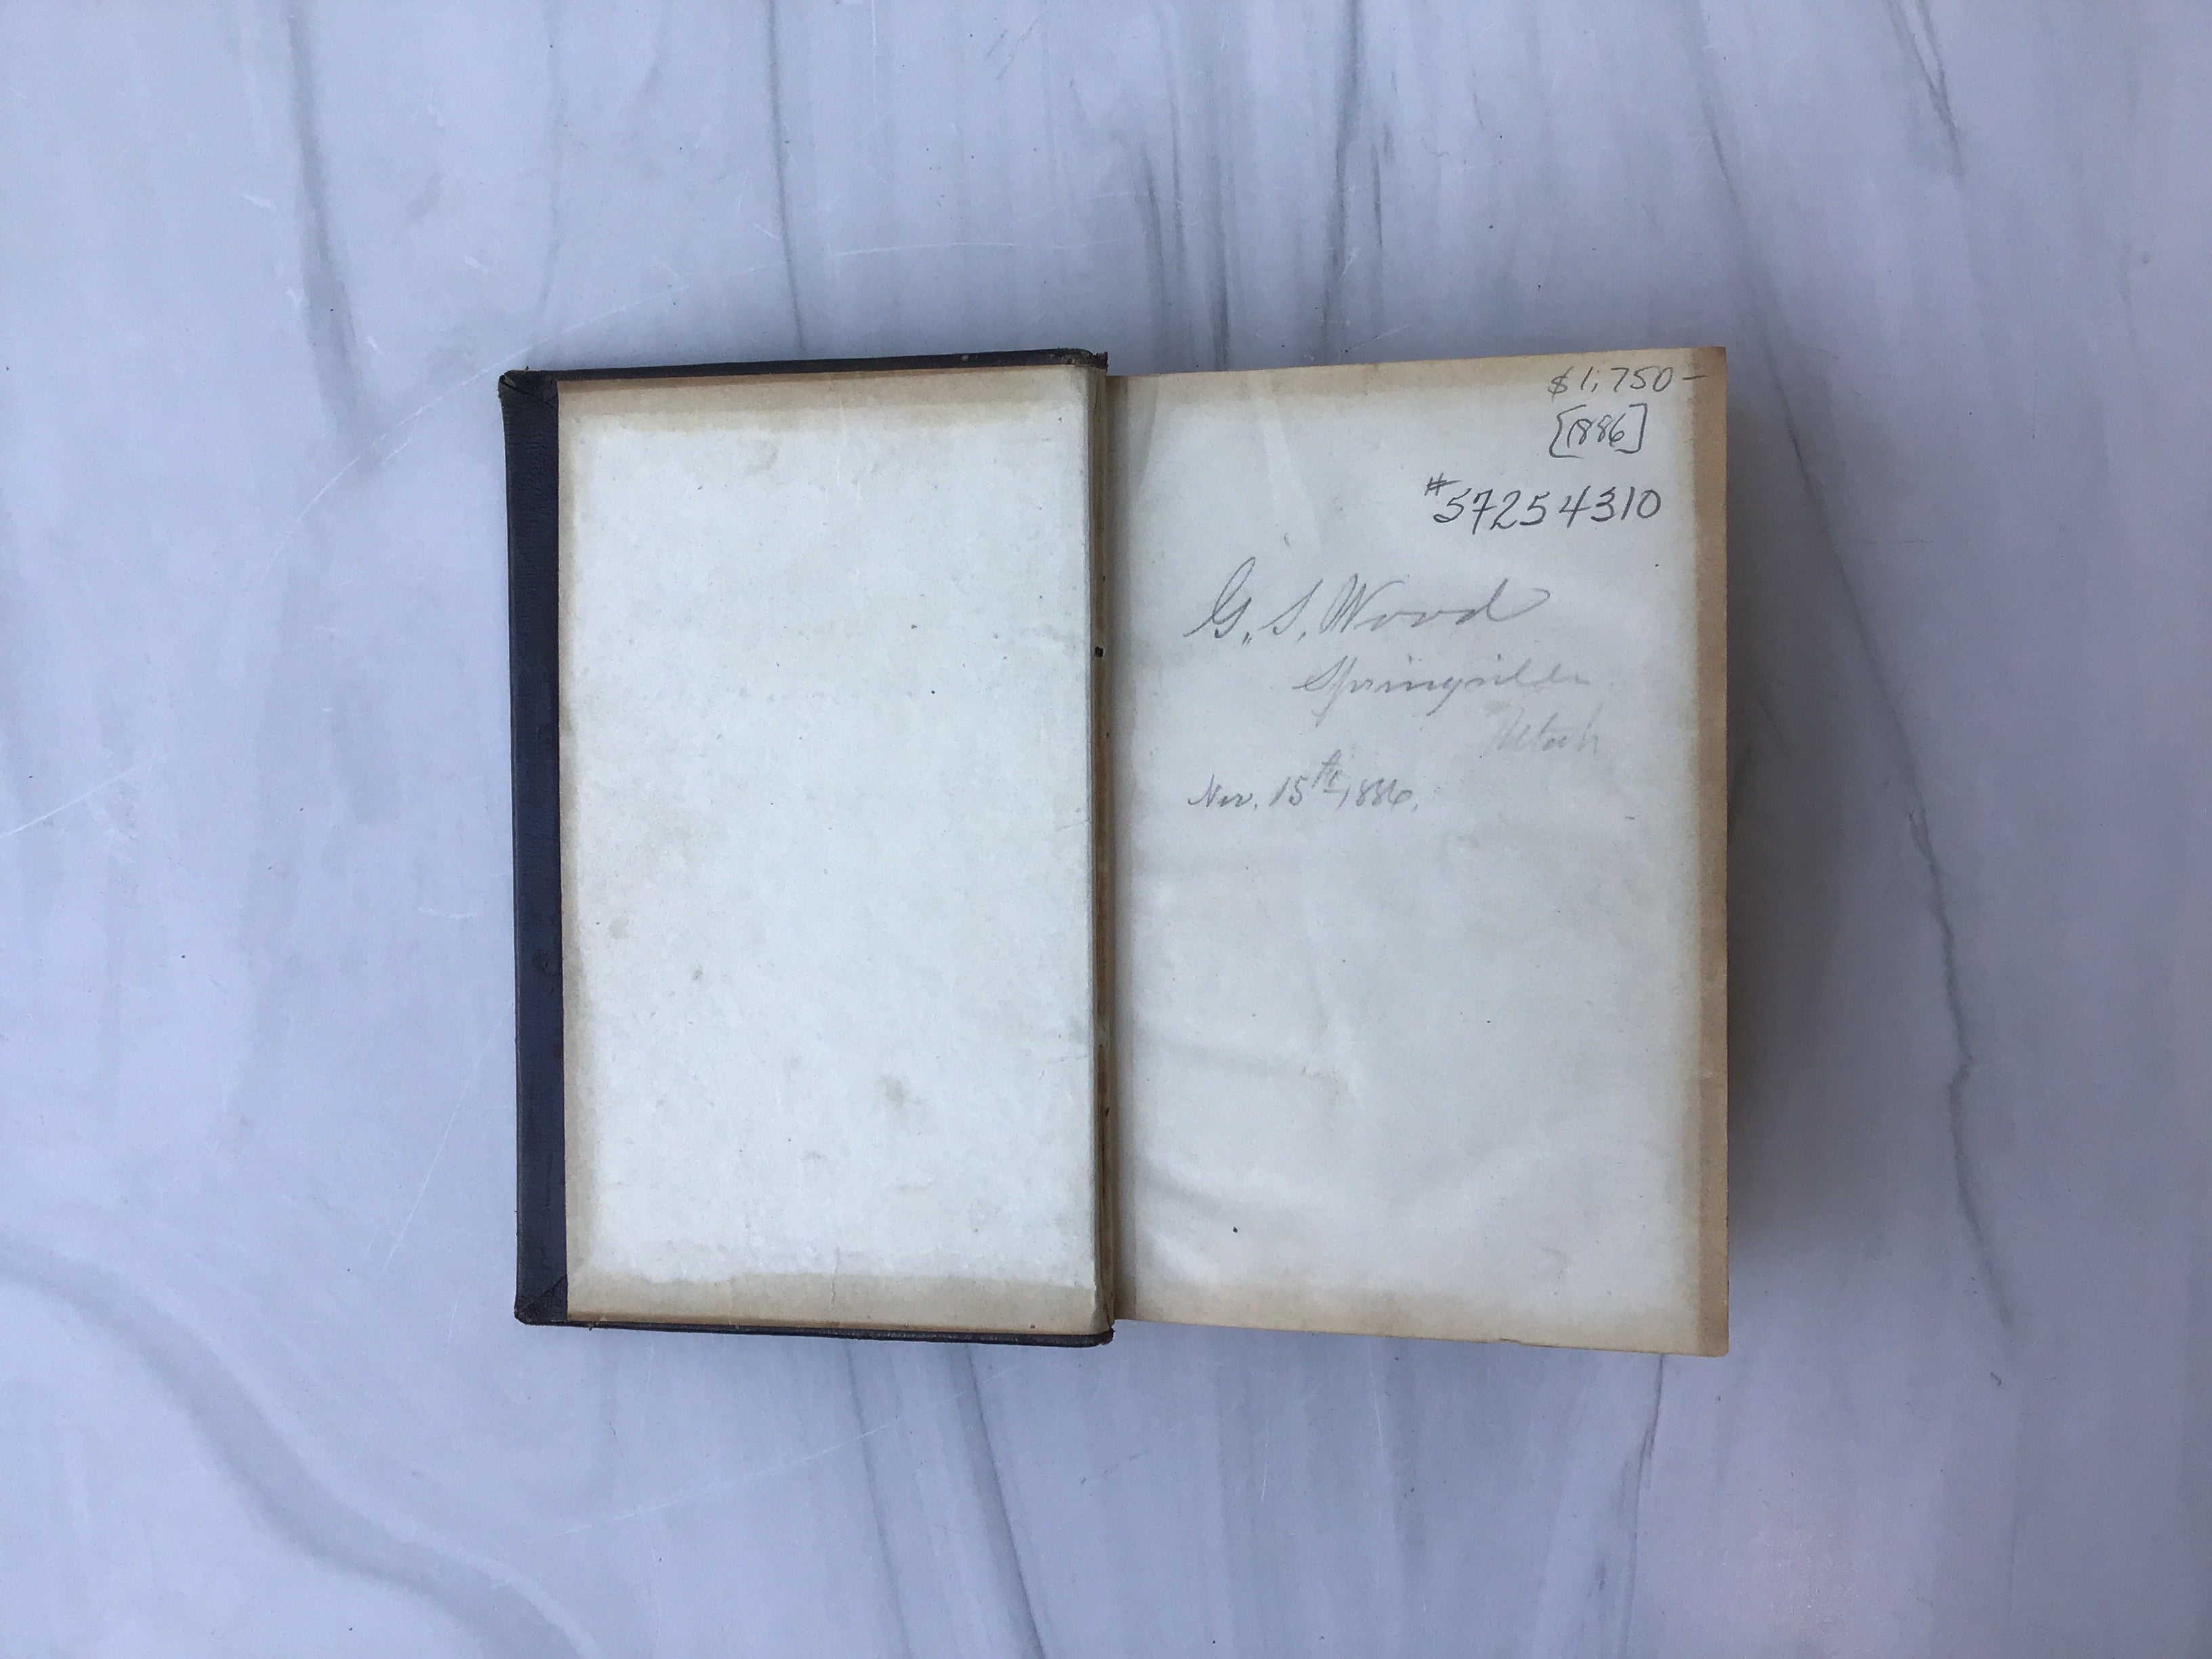 $1,750-
[1886]
#57254310
G. S. Wood
Springville
Utah
Nov. 15th, 1886.